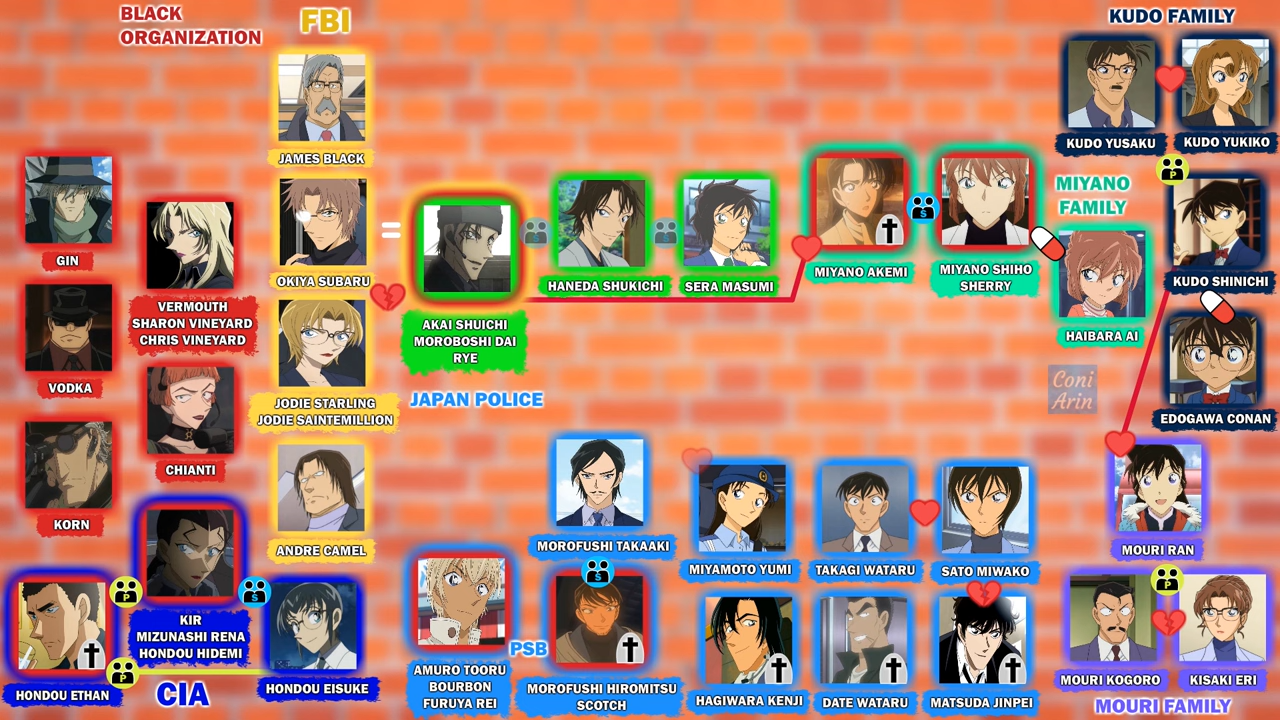 BLACK
ORGANIZATION
FBI
KUDO FAMILY
KUDO YUSAKU
KUDO YUKIKO
JAMES BLACK
P
MIYANO
FAMILY
S
GIN
OKIYA SUBARU
=
HANEDA SHUKICHI
SERA MASUMI
MIYANO AKEMI
MIYANO SHIHO
SHERRY
KUDO SHINICHI
VERMOUTH
SHARON VINEYARD
CHRIS VINEYARD
AKAI SHUICHI
MOROBOSHI DAI
RYE
HAIBARA AI
VODKA
JODIE STARLING
JODIE SAINTEMILLION
JAPAN POLICE
Coni
Arin
EDOGAWA CONAN
CHIANTI
KORN
ANDRE CAMEL
MOROFUSHI TAKAAKI
MIYAMOTO YUMI
TAKAGI WATARU
SATO MIWAKO
MOURI RAN
S
P
P
S
KIR
MIZUNASHI RENA
HONDOU HIDEMI
PSB
P
HONDOU ETHAN
CIA
HONDOU EISUKE
AMURO TOORU
BOURBON
FURUYA REI
MOROFUSHI HIROMITSU
SCOTCH
HAGIWARA KENJI
DATE WATARU
MATSUDA JINPEI
MOURI KOGORO
KISAKI ERI
MOURI FAMILY